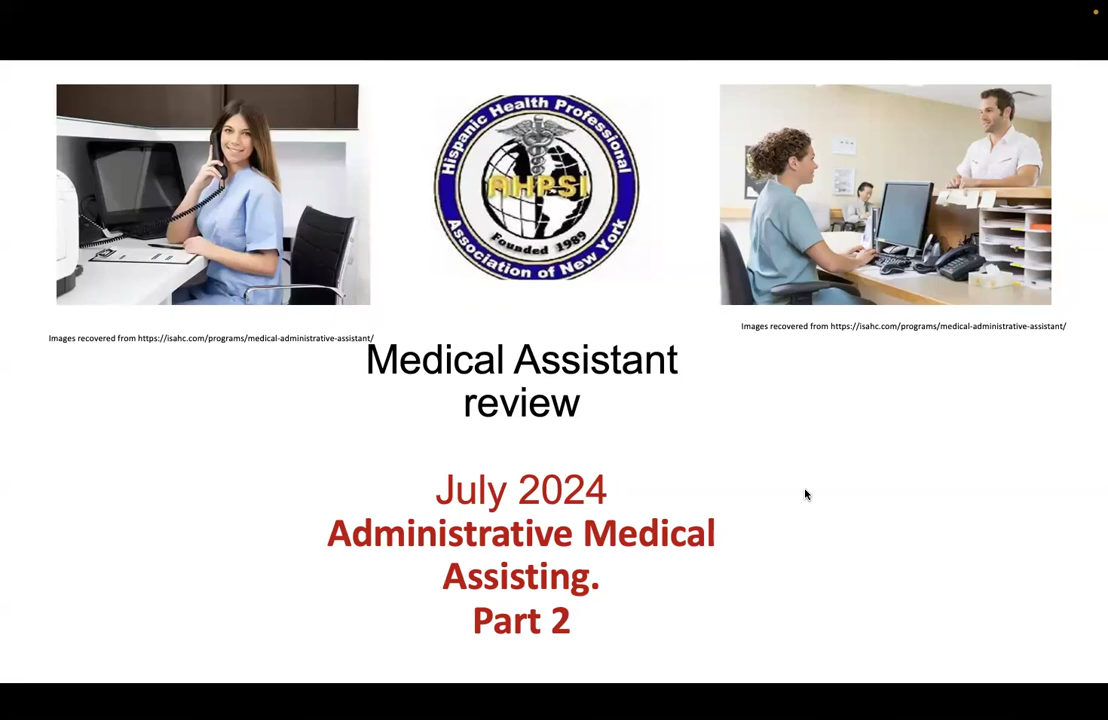 Hispanic Health Professional
AHPSI
Founded 1989
Association of New York
Images recovered from https://isahc.com/programs/medical-administrative-assistant/
Images recovered from https://isahc.com/programs/medical-administrative-assistant/
Medical Assistant
review
July 2024
Administrative Medical
Assisting.
Part 2